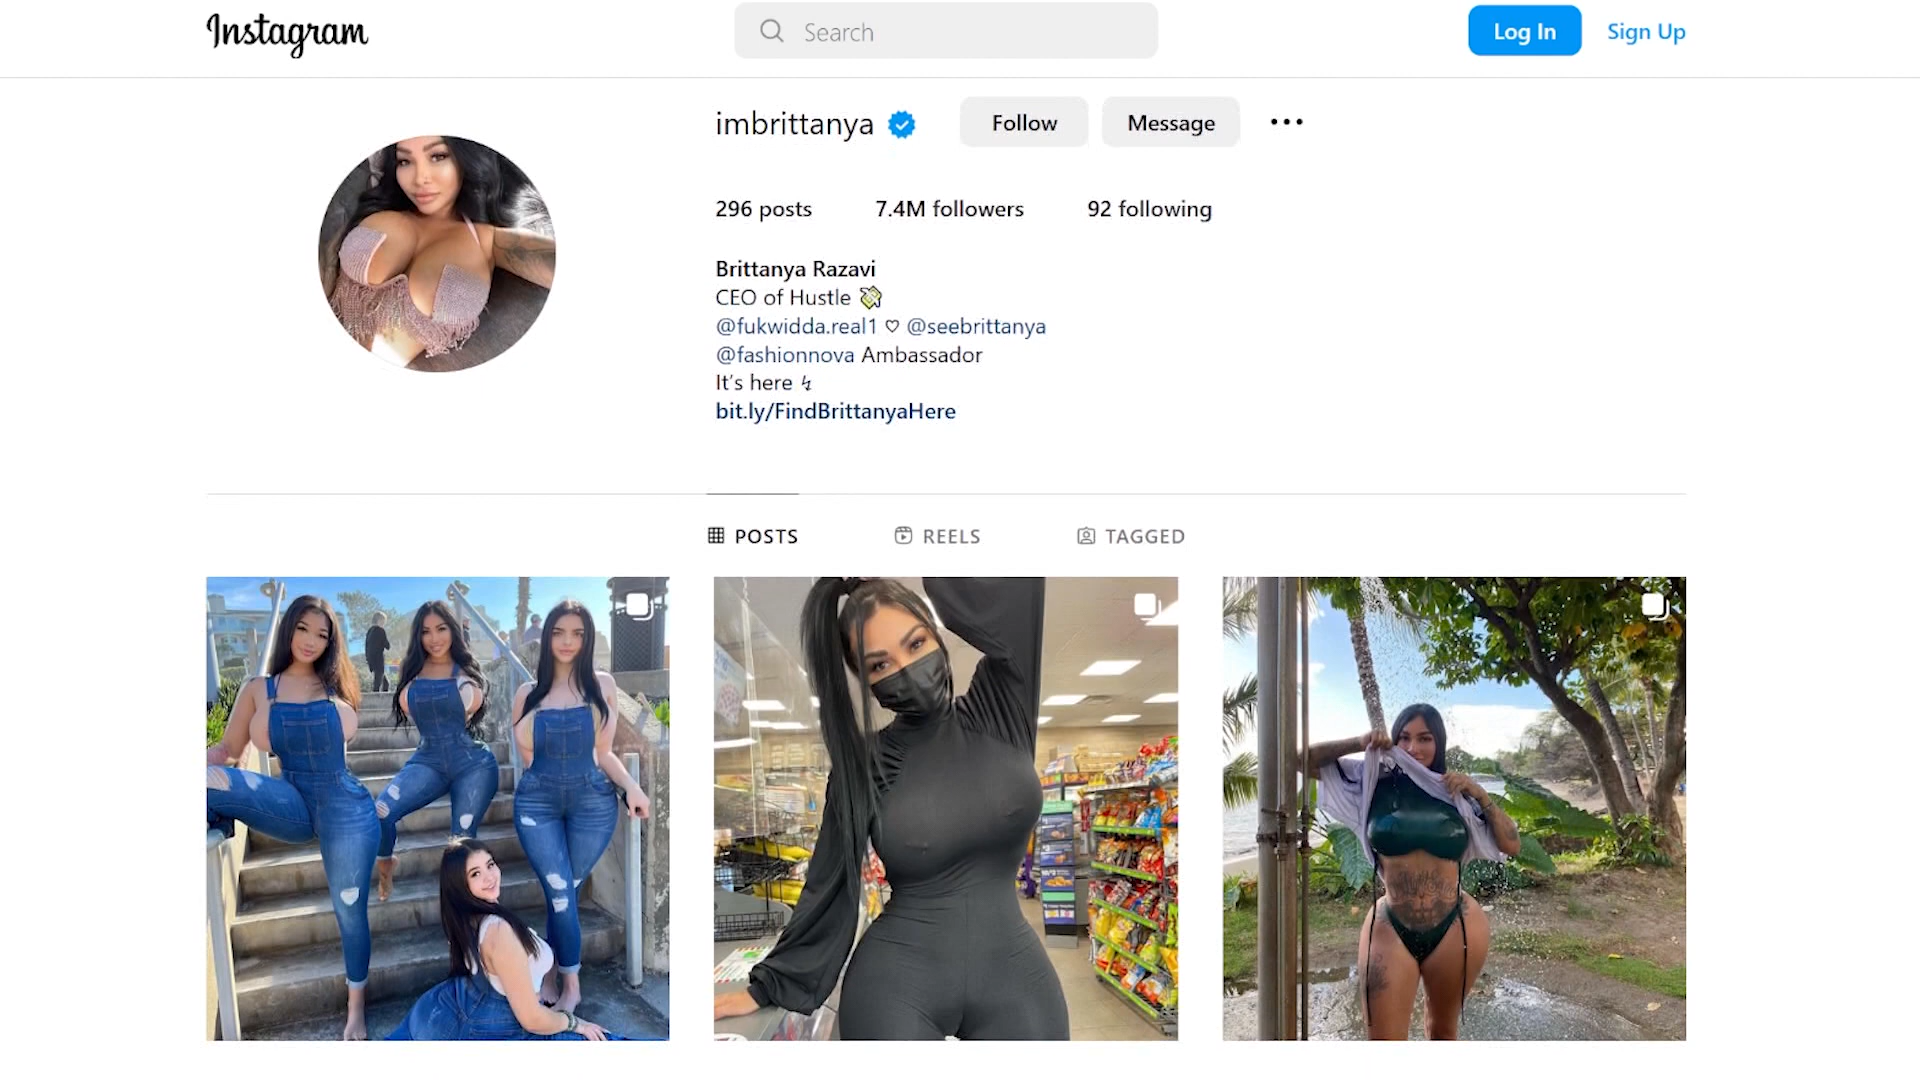 Instagram
Search
Log In
Sign Up
imbrittanya
Follow
Message
296 posts
7.4M followers
92 following
Brittanya Razavi
CEO of Hustle 💸
@fukwidda.real1 ♡ @seebrittanya
@fashionnova Ambassador
It's here ϟ
bit.ly/FindBrittanyaHere
POSTS
REELS
TAGGED